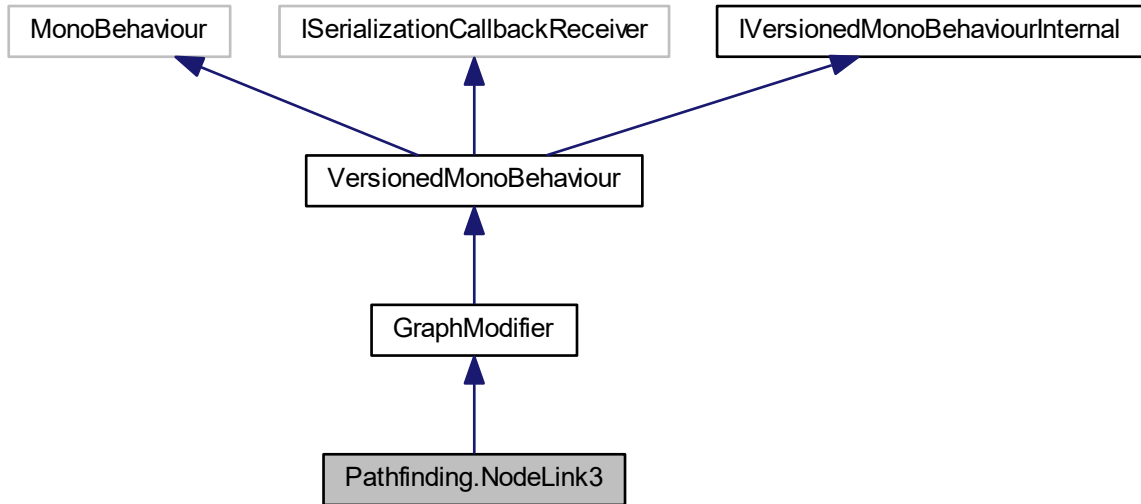 MonoBehaviour
ISerializationCallbackReceiver
IVersionedMonoBehaviourInternal
VersionedMonoBehaviour
GraphModifier
Pathfinding.NodeLink3